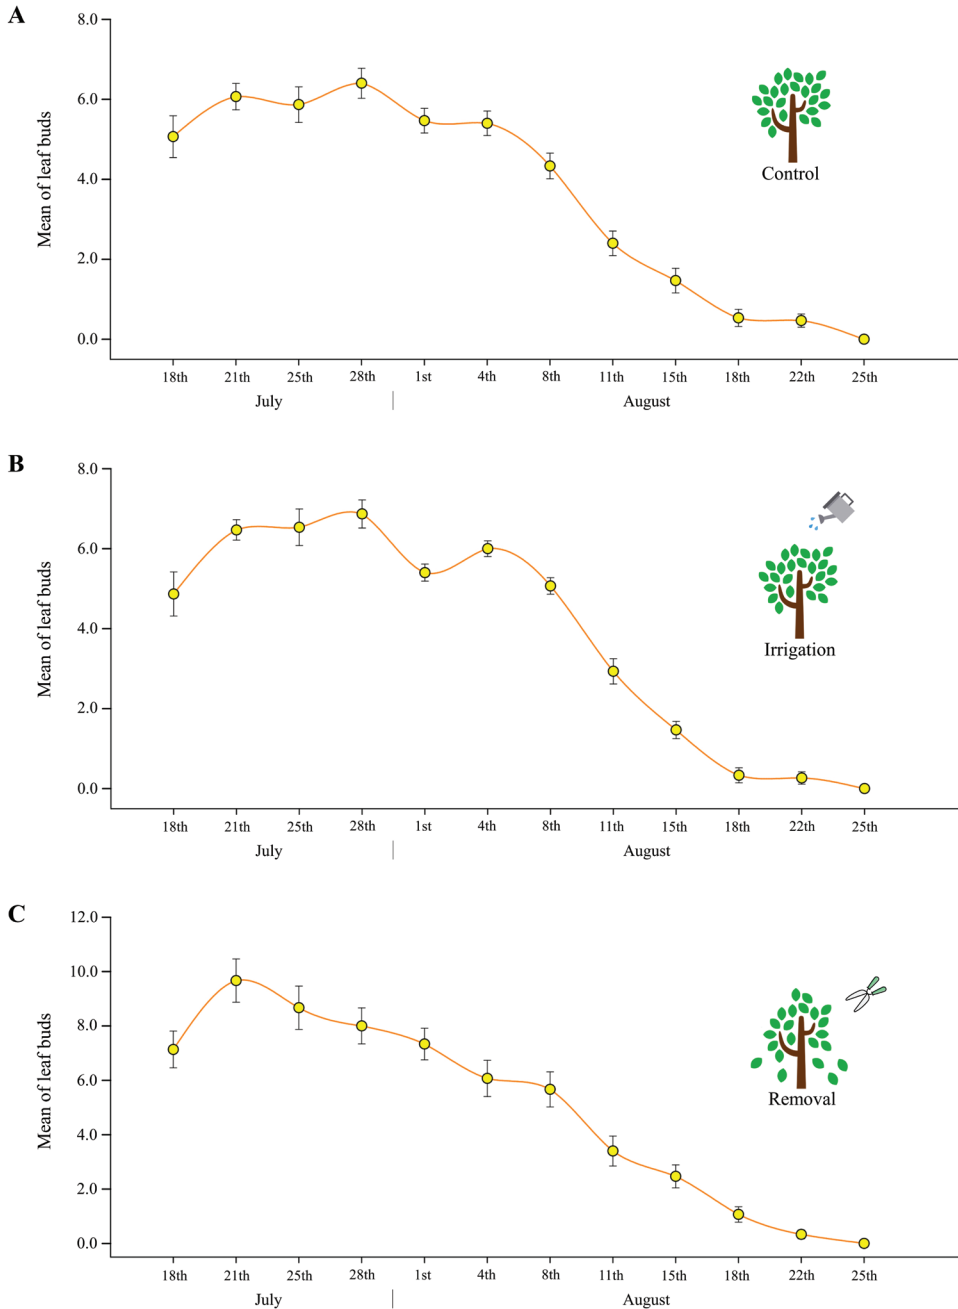 A
8.0
6.0
4.0
2.0
0.0
Mean of leaf buds
Control
18th 21th 25th 28th 1st 4th 8th 11th 15th 18th 22th 25th
July | August
B
8.0
6.0
4.0
2.0
0.0
Mean of leaf buds
Irrigation
18th 21th 25th 28th 1st 4th 8th 11th 15th 18th 22th 25th
July | August
C
12.0
10.0
8.0
6.0
4.0
2.0
0.0
Mean of leaf buds
Removal
18th 21th 25th 28th 1st 4th 8th 11th 15th 18th 22th 25th
July | August